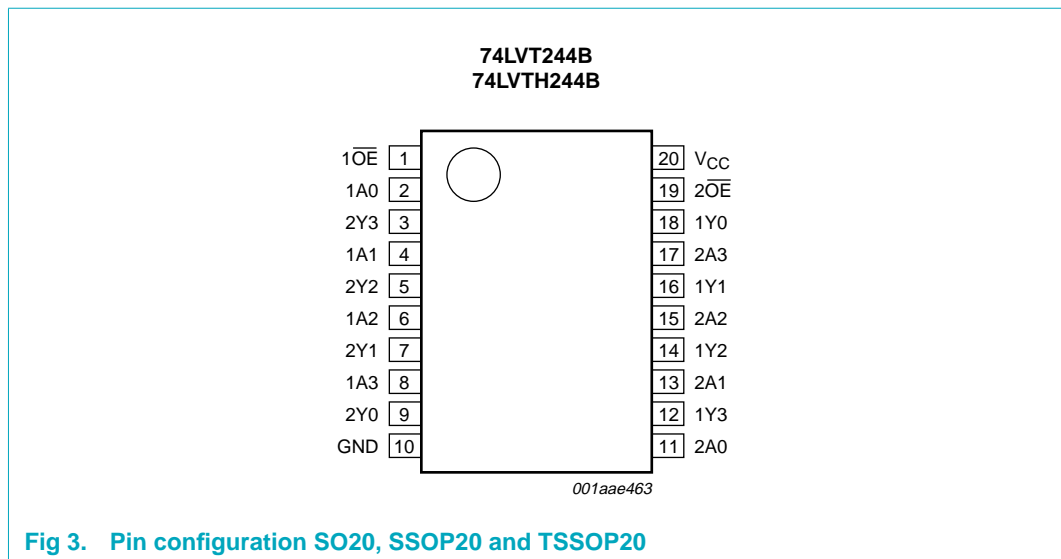 74LVT244B
74LVTH244B
1O̅E̅ 1 20 VCC
1A0 2 19 2O̅E̅
2Y3 3 18 1Y0
1A1 4 17 2A3
2Y2 5 16 1Y1
1A2 6 15 2A2
2Y1 7 14 1Y2
1A3 8 13 2A1
2Y0 9 12 1Y3
GND 10 11 2A0
001aae463
Fig 3. Pin configuration SO20, SSOP20 and TSSOP20